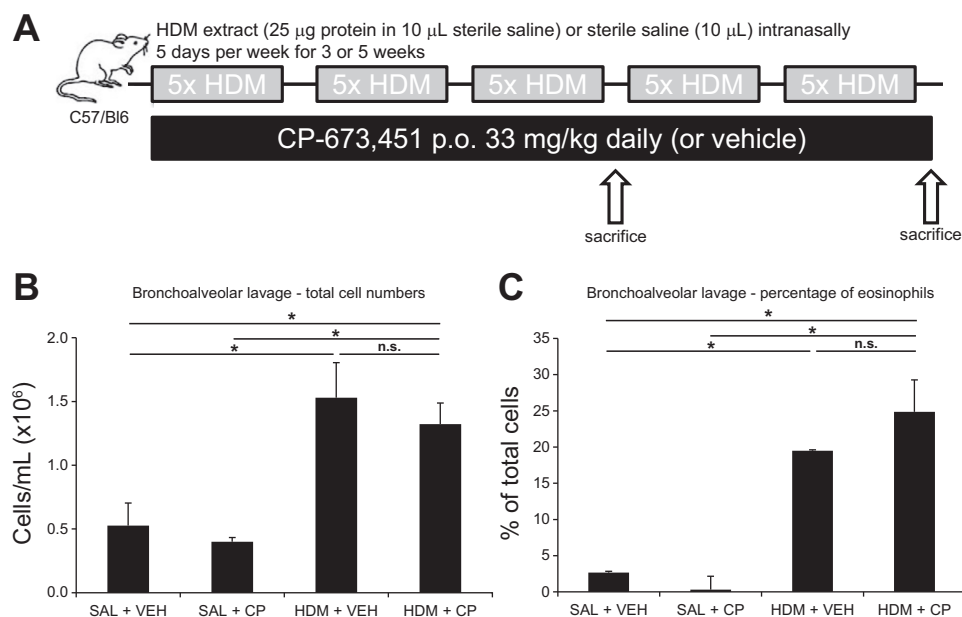 A
HDM extract (25 μg protein in 10 μL sterile saline) or sterile saline (10 μL) intranasally
5 days per week for 3 or 5 weeks
5x HDM 5x HDM 5x HDM 5x HDM 5x HDM
C57/Bl6
CP-673,451 p.o. 33 mg/kg daily (or vehicle)
sacrifice sacrifice
B
Bronchoalveolar lavage - total cell numbers
*
*
* n.s.
2.0
1.5
1.0
0.5
0.0
Cells/mL (x10⁶)
SAL + VEH SAL + CP HDM + VEH HDM + CP
C
Bronchoalveolar lavage - percentage of eosinophils
*
*
* n.s.
35
30
25
20
15
10
5
0
% of total cells
SAL + VEH SAL + CP HDM + VEH HDM + CP